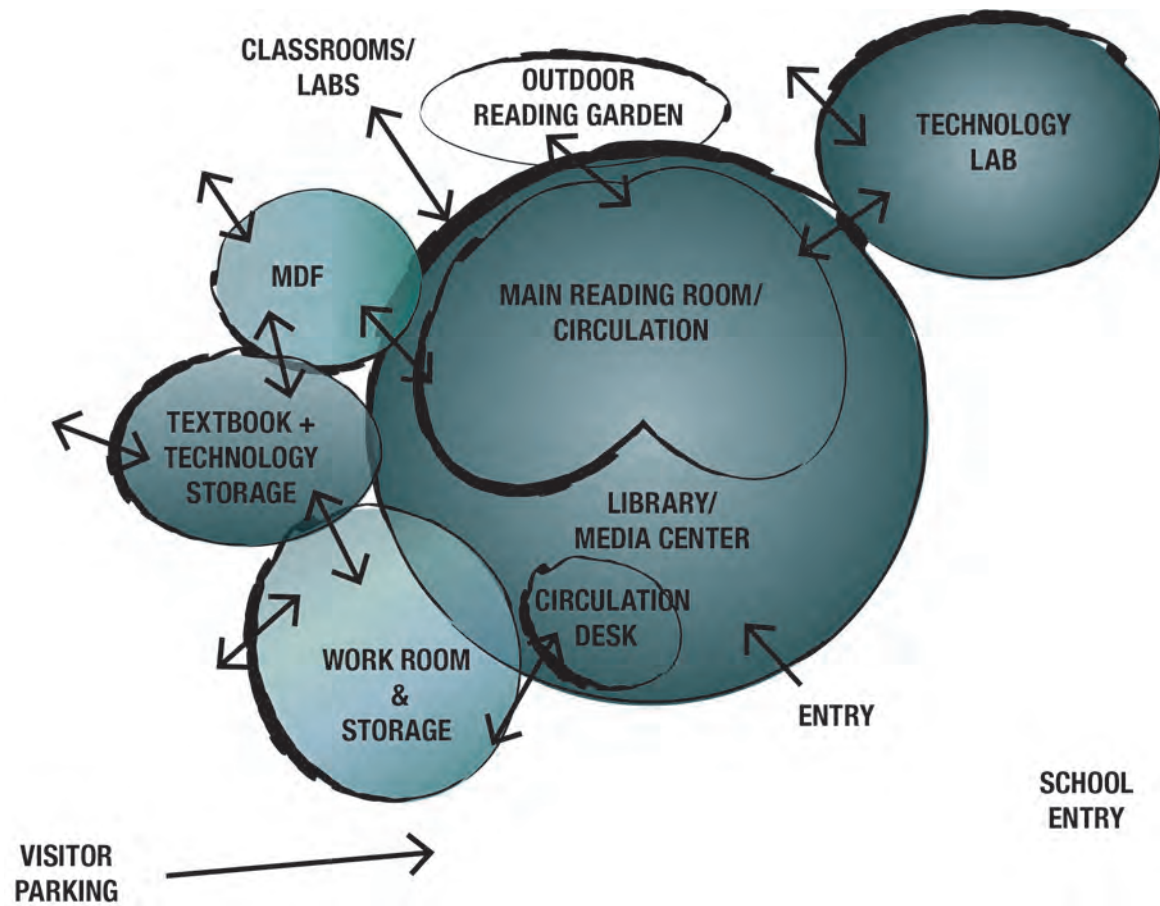 CLASSROOMS/
LABS
OUTDOOR
READING GARDEN
TECHNOLOGY
LAB
MDF
MAIN READING ROOM/
CIRCULATION
TEXTBOOK +
TECHNOLOGY
STORAGE
LIBRARY/
MEDIA CENTER
CIRCULATION
DESK
WORK ROOM
&
STORAGE
ENTRY
SCHOOL
ENTRY
VISITOR
PARKING